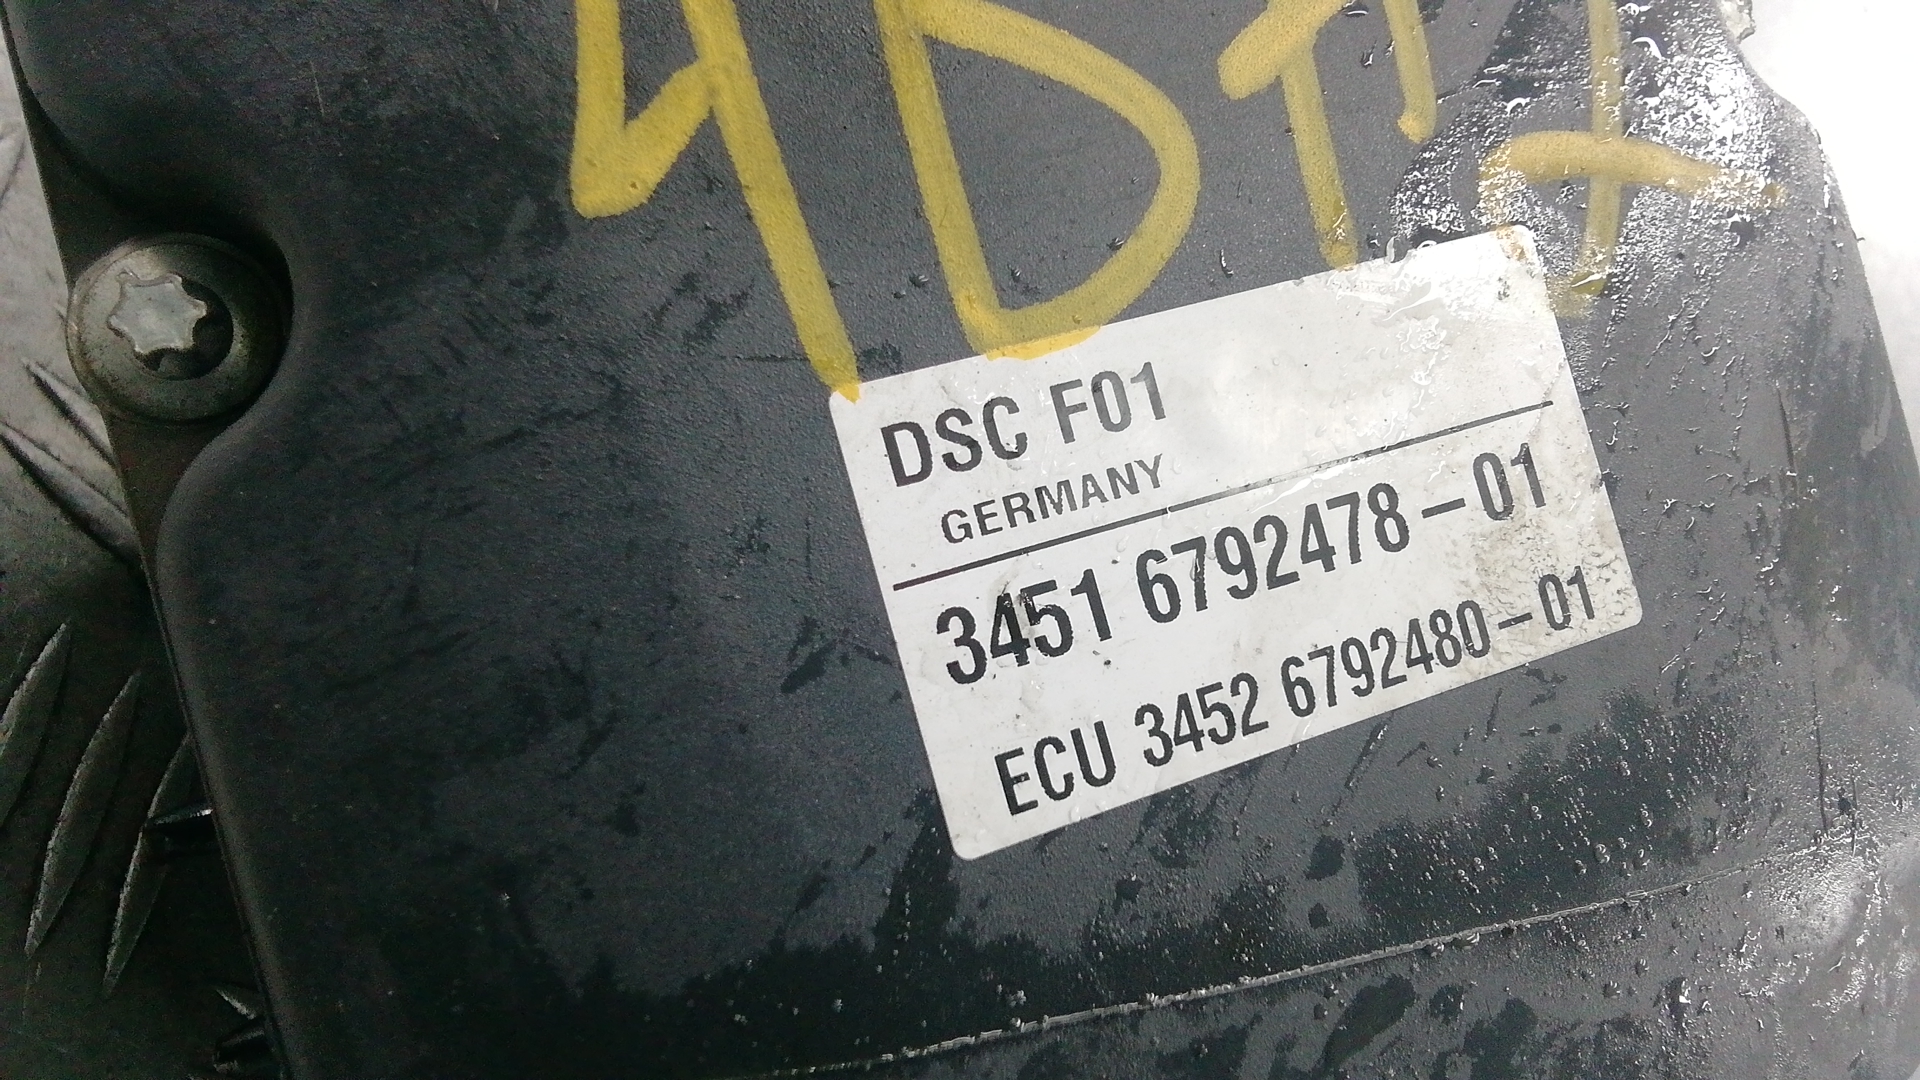 DSC F01
GERMANY
3451 6792478-01
ECU 3452 6792480-01